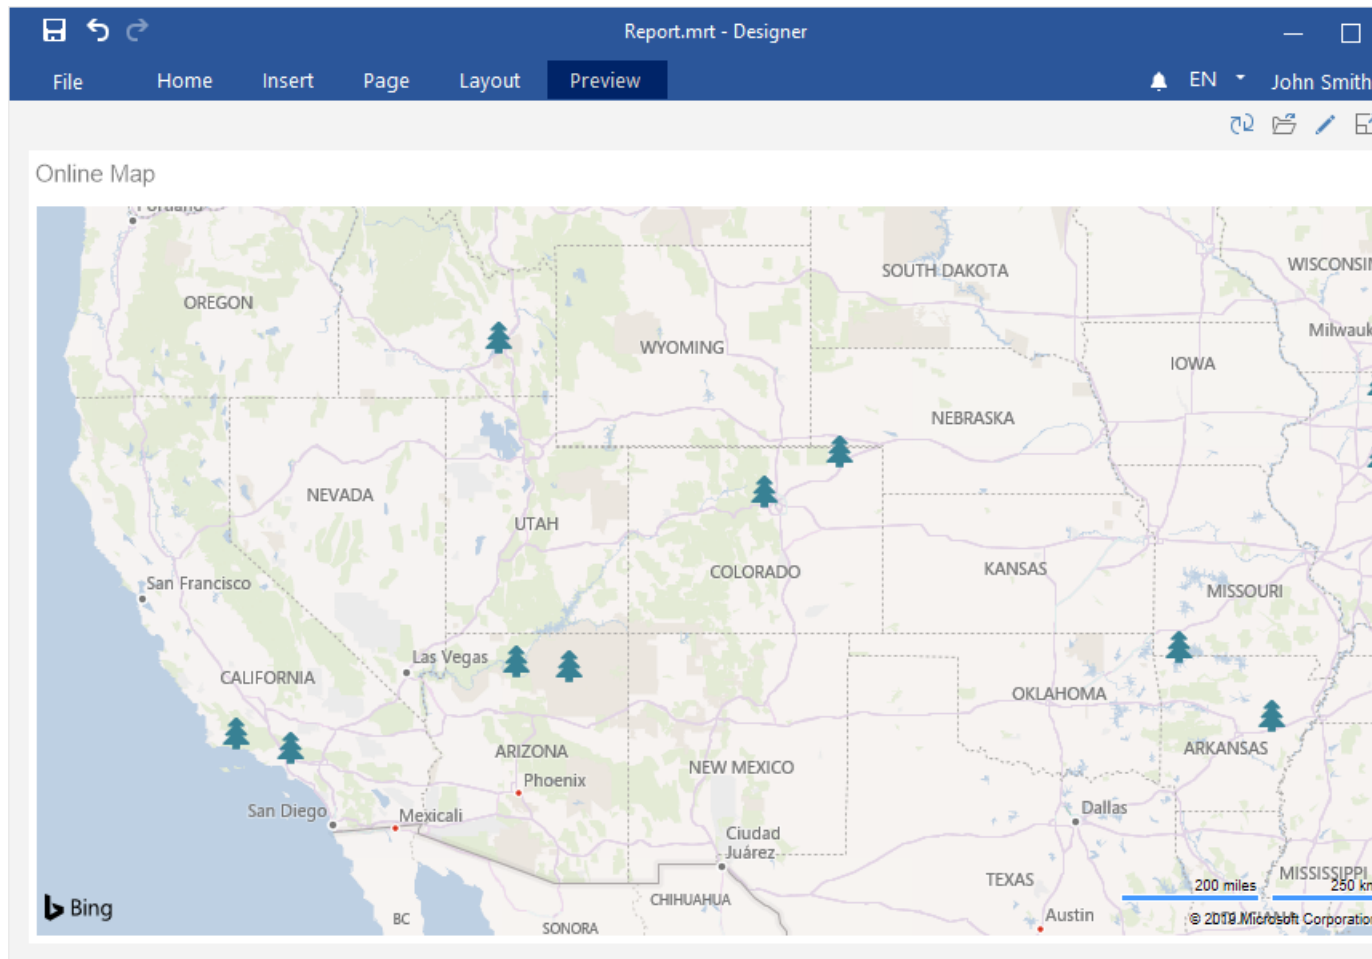 Report.mrt - Designer
File Home Insert Page Layout Preview
EN John Smith
Online Map
Portland
SOUTH DAKOTA
WISCONSIN
OREGON
Milwauk
WYOMING
IOWA
NEBRASKA
NEVADA
UTAH
COLORADO
KANSAS
San Francisco
MISSOURI
Las Vegas
CALIFORNIA
OKLAHOMA
ARIZONA
ARKANSAS
NEW MEXICO
Phoenix
San Diego
Mexicali
Dallas
Ciudad
Juárez
TEXAS
MISSISSIPPI
200 miles 250 km
CHIHUAHUA
Bing
BC
SONORA
Austin
© 2019 Microsoft Corporation